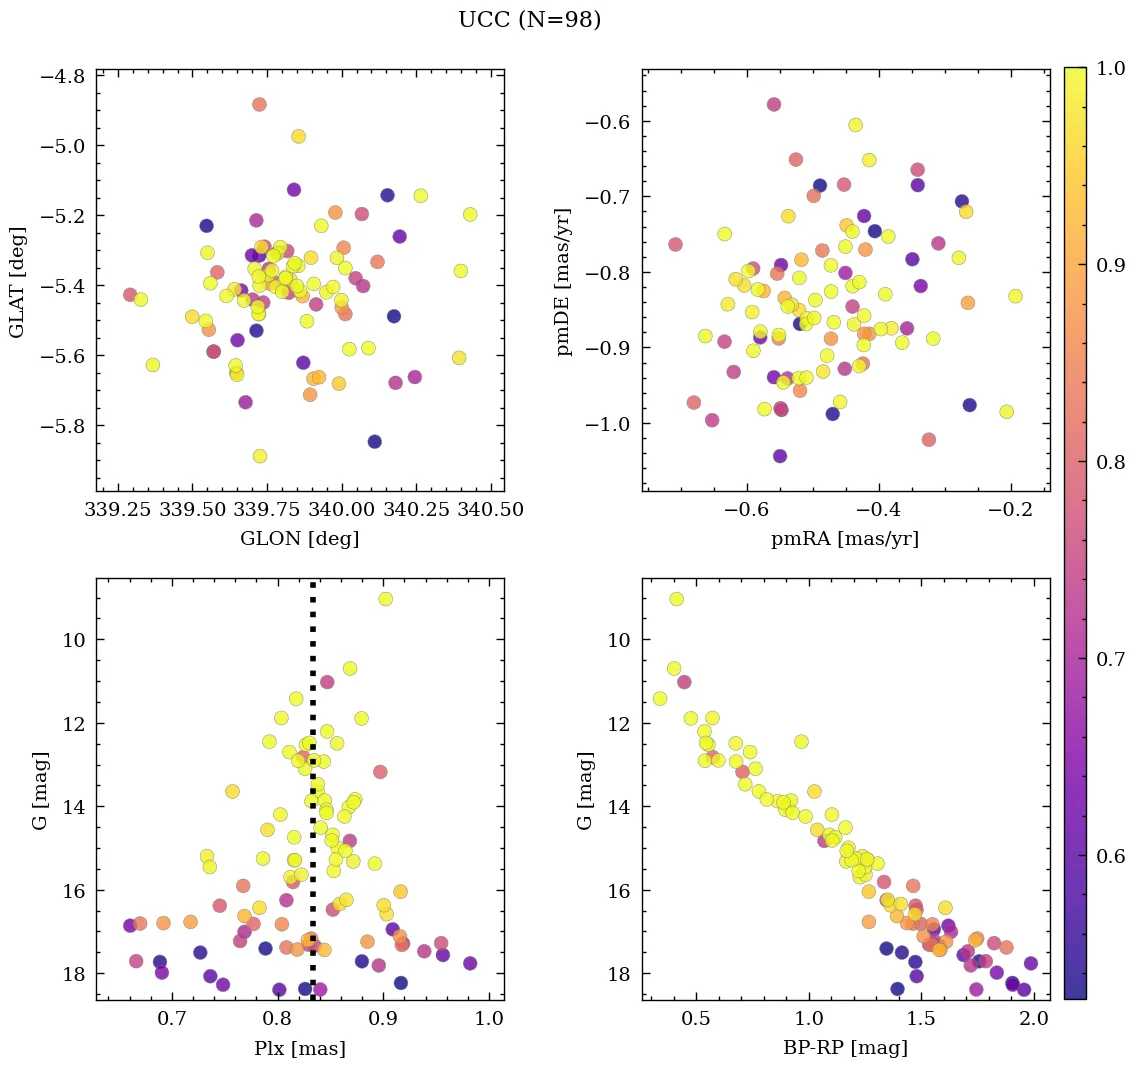 UCC (N=98)
−4.8
−5.0
−5.2
−5.4
−5.6
−5.8
GLAT [deg]
339.25 339.50 339.75 340.00 340.25 340.50
GLON [deg]
−0.6
−0.7
−0.8
−0.9
−1.0
pmDE [mas/yr]
−0.6 −0.4 −0.2
pmRA [mas/yr]
10
12
14
16
18
G [mag]
0.7 0.8 0.9 1.0
Plx [mas]
10
12
14
16
18
G [mag]
0.5 1.0 1.5 2.0
BP-RP [mag]
1.0
0.9
0.8
0.7
0.6